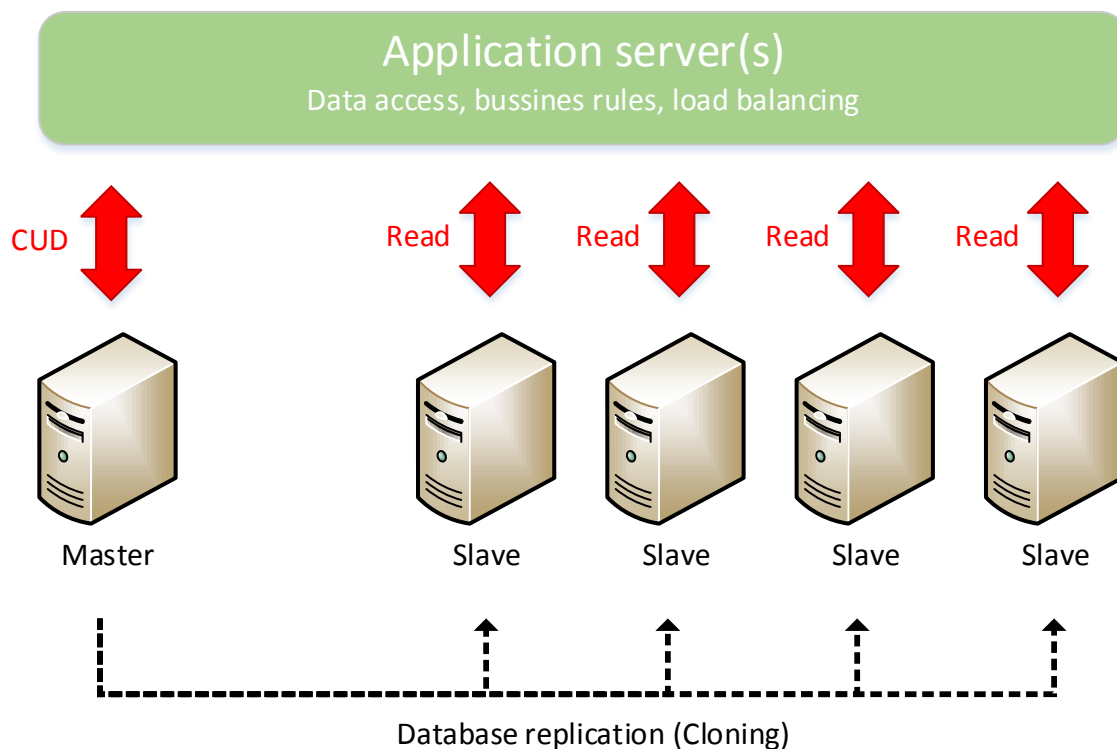 Application server(s)
Data access, bussines rules, load balancing
CUD
Read
Read
Read
Read
Master
Slave
Slave
Slave
Slave
Database replication (Cloning)